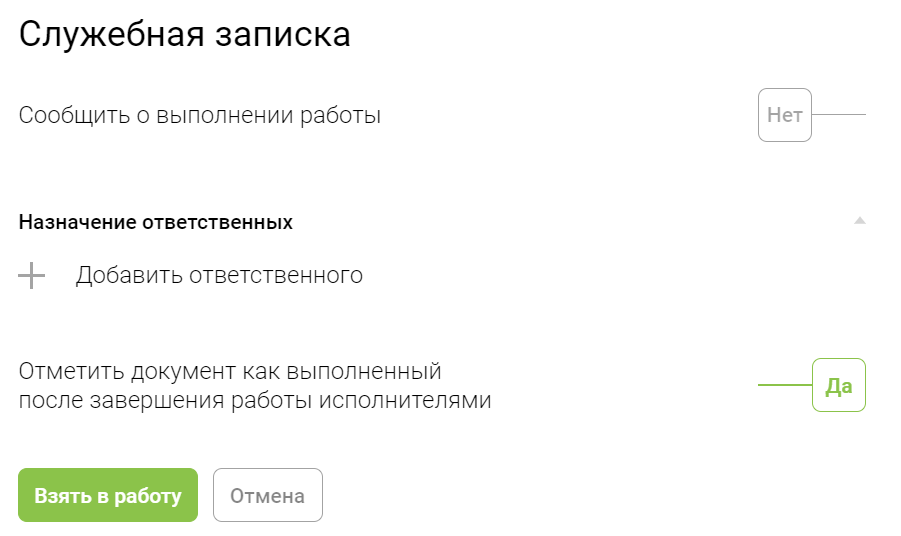 Служебная записка
Сообщить о выполнении работы
Нет
Назначение ответственных
Добавить ответственного
Отметить документ как выполненный
после завершения работы исполнителями
Да
Взять в работу
Отмена